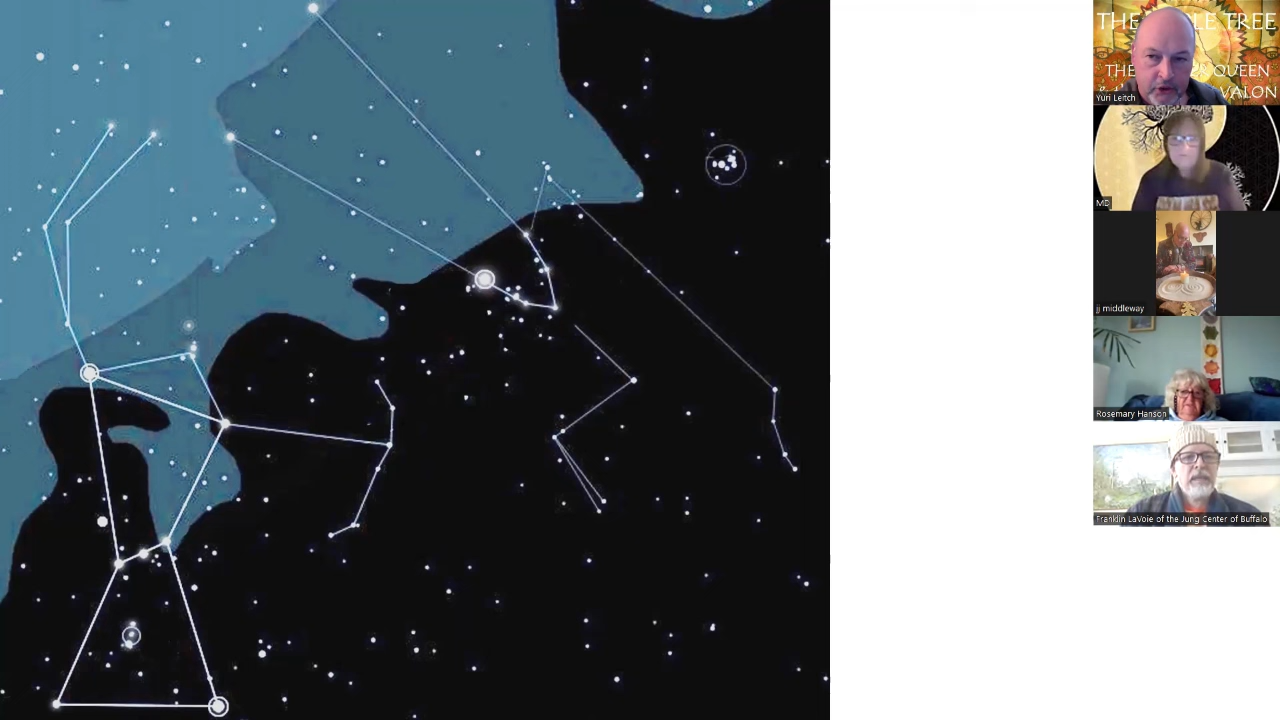 THE
LE TREE
THE
QUEEN
VALON
Yuri Leitch
MD
jj middleway
Rosemary Hanson
Franklin LaVoie of the Jung Center of Buffalo